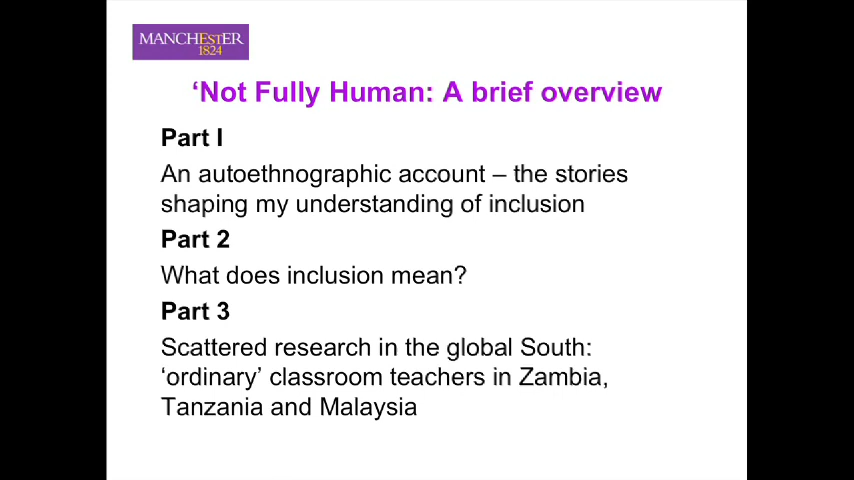 MANCHESTER
1824
‘Not Fully Human: A brief overview
Part I
An autoethnographic account – the stories
shaping my understanding of inclusion
Part 2
What does inclusion mean?
Part 3
Scattered research in the global South:
‘ordinary’ classroom teachers in Zambia,
Tanzania and Malaysia